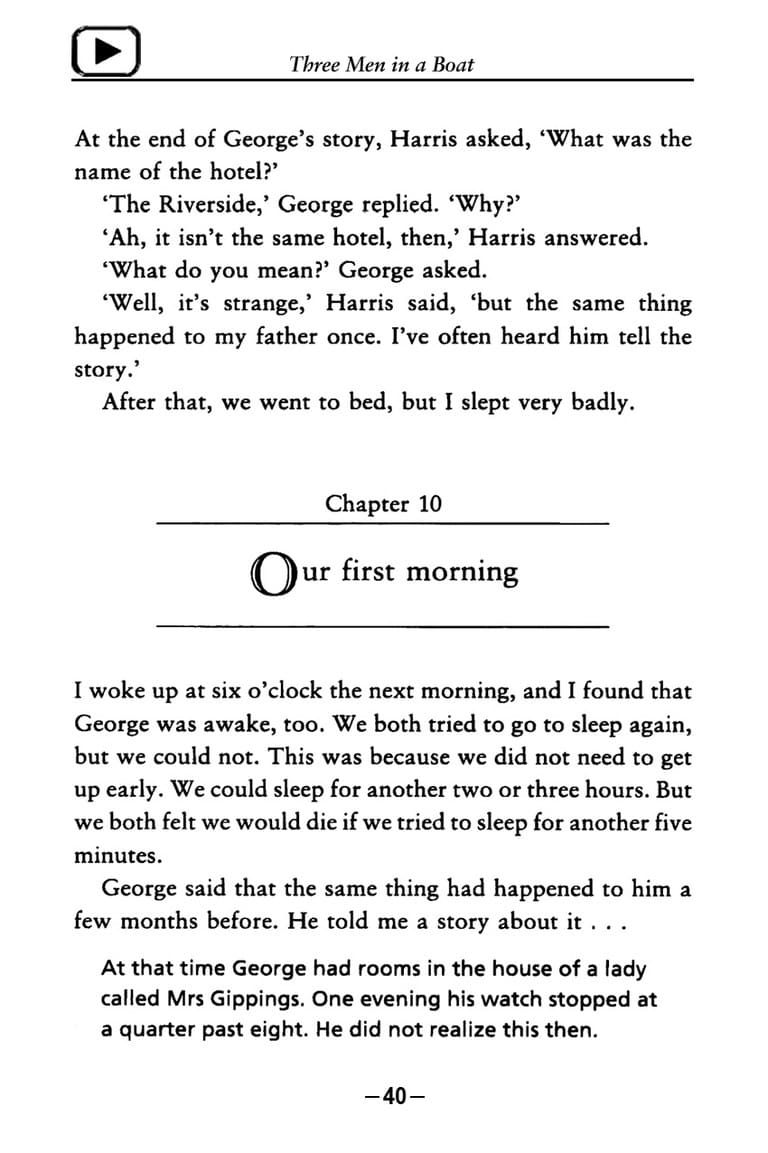 Three Men in a Boat
At the end of George’s story, Harris asked, ‘What was the
name of the hotel?’
‘The Riverside,’ George replied. ‘Why?’
‘Ah, it isn’t the same hotel, then,’ Harris answered.
‘What do you mean?’ George asked.
‘Well, it’s strange,’ Harris said, ‘but the same thing
happened to my father once. I’ve often heard him tell the
story.’
After that, we went to bed, but I slept very badly.
Chapter 10
Our first morning
I woke up at six o’clock the next morning, and I found that
George was awake, too. We both tried to go to sleep again,
but we could not. This was because we did not need to get
up early. We could sleep for another two or three hours. But
we both felt we would die if we tried to sleep for another five
minutes.
George said that the same thing had happened to him a
few months before. He told me a story about it . . .
At that time George had rooms in the house of a lady
called Mrs Gippings. One evening his watch stopped at
a quarter past eight. He did not realize this then.
–40–